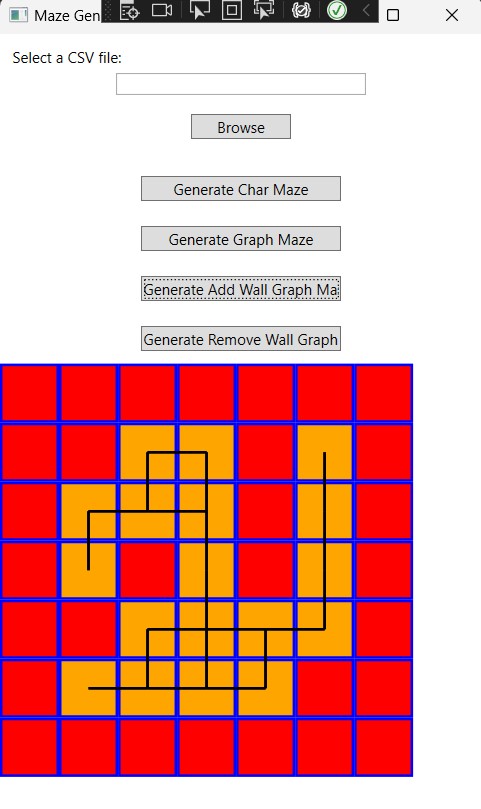 Maze Gen
Select a CSV file:
Browse
Generate Char Maze
Generate Graph Maze
Generate Add Wall Graph Ma
Generate Remove Wall Graph